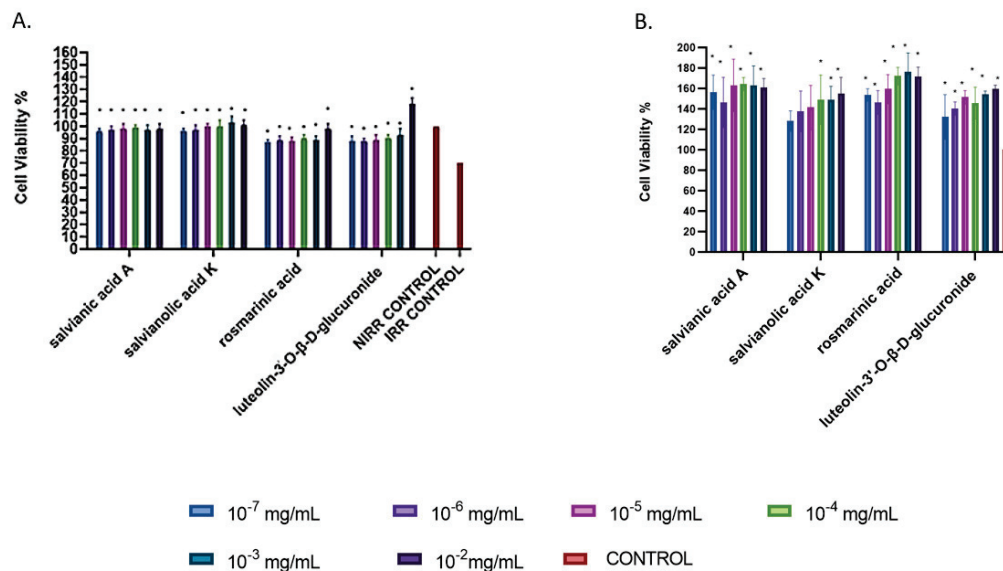 A.
B.
Cell Viability %
160
150
140
130
120
110
100
90
80
70
60
50
40
30
20
10
0
salvianic acid A
salvianolic acid K
rosmarinic acid
luteolin-3'-O-β-D-glucuronide
NIRR CONTROL
IRR CONTROL
Cell Viability %
200
180
160
140
120
100
80
60
40
20
0
salvianic acid A
salvianolic acid K
rosmarinic acid
luteolin-3'-O-β-D-glucuronide
10⁻⁷ mg/mL 10⁻⁶ mg/mL 10⁻⁵ mg/mL 10⁻⁴ mg/mL
10⁻³ mg/mL 10⁻²mg/mL CONTROL